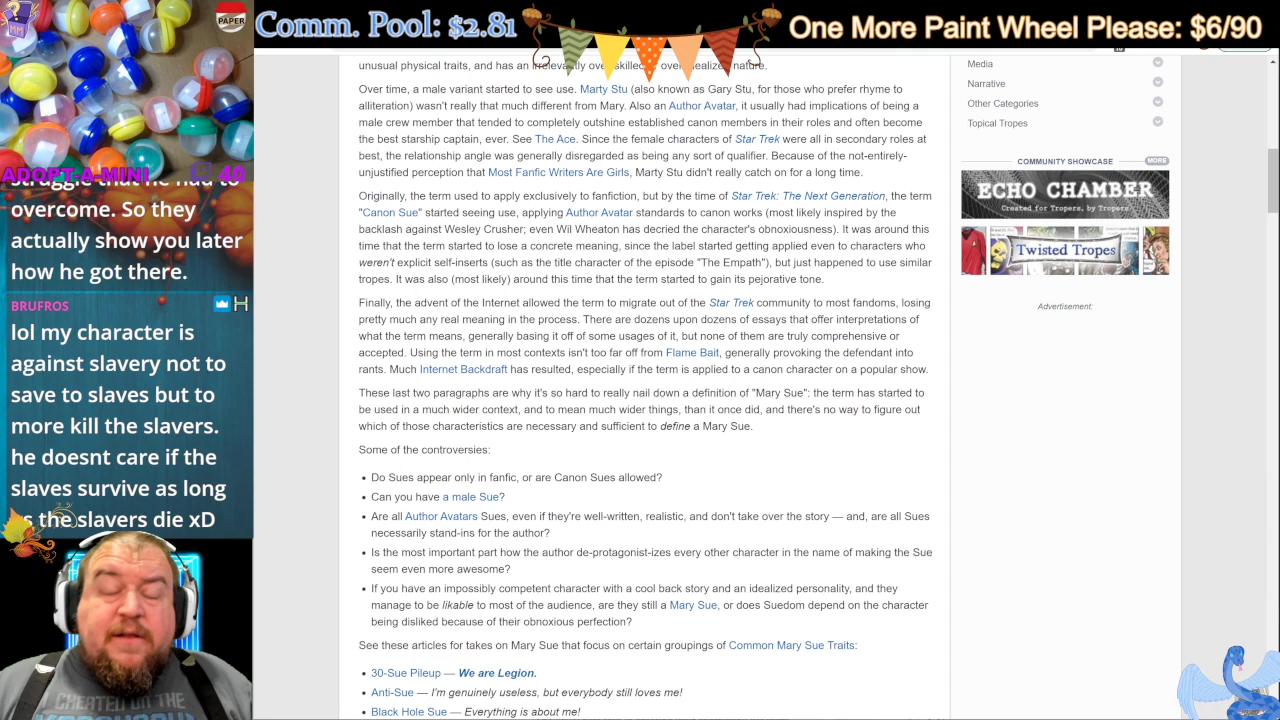 PAPER
Comm. Pool: $2.81
One More Paint Wheel Please: $6/90
MM
ADOPT-A-MINI 40
struggle that he had to
overcome. So they
actually show you later
how he got there.
BRUFROS
lol my character is
against slavery not to
save to slaves but to
more kill the slavers.
he doesnt care if the
slaves survive as long
as the slavers die xD
unusual physical traits, and has an
nature.
Over time, a male variant started to see use. Marty Stu (also known as Gary Stu, for those who prefer rhyme to
alliteration) wasn't really that much different from Mary. Also an Author Avatar, it usually had implications of being a
male crew member that tended to completely outshine established canon members in their roles and often become
the best starship captain, ever. See The Ace. Since the female characters of Star Trek were all in secondary roles at
best, the relationship angle was generally disregarded as being any sort of qualifier. Because of the not-entirely-
unjustified perception that Most Fanfic Writers Are Girls, Marty Stu didn't really catch on for a long time.
Originally, the term used to apply exclusively to fanfiction, but by the time of Star Trek: The Next Generation, the term
"Canon Sue" started seeing use, applying Author Avatar standards to canon works (most likely inspired by the
backlash against Wesley Crusher; even Wil Wheaton has decried the character's obnoxiousness). It was around this
time that the term started to lose a concrete meaning, since the label started getting applied even to characters who
icit self-inserts (such as the title character of the episode "The Empath"), but just happened to use similar
tropes. It was also (most likely) around this time that the term started to gain its pejorative tone.
Finally, the advent of the Internet allowed the term to migrate out of the Star Trek community to most fandoms, losing
pretty much any real meaning in the process. There are dozens upon dozens of essays that offer interpretations of
what the term means, generally basing it off of some usages of it, but none of them are truly comprehensive or
accepted. Using the term in most contexts isn't too far off from Flame Bait, generally provoking the defendant into
rants. Much Internet Backdraft has resulted, especially if the term is applied to a canon character on a popular show.
These last two paragraphs are why it's so hard to really nail down a definition of "Mary Sue": the term has started to
be used in a much wider context, and to mean much wider things, than it once did, and there's no way to figure out
which of those characteristics are necessary and sufficient to define a Mary Sue.
Some of the controversies:
• Do Sues appear only in fanfic, or are Canon Sues allowed?
• Can you have a male Sue?
• Are all Author Avatars Sues, even if they're well-written, realistic, and don't take over the story — and, are all Sues
necessarily stand-ins for the author?
• Is the most important part how the author de-protagonist-izes every other character in the name of making the Sue
seem even more awesome?
• If you have an impossibly competent character with a cool back story and an idealized personality, and they
manage to be likable to most of the audience, are they still a Mary Sue, or does Suedom depend on the character
being disliked because of their obnoxious perfection?
See these articles for takes on Mary Sue that focus on certain groupings of Common Mary Sue Traits:
• 30-Sue Pileup — We are Legion.
• Anti-Sue — I'm genuinely useless, but everybody still loves me!
• Black Hole Sue — Everything is about me!
Media
Narrative
Other Categories
Topical Tropes
COMMUNITY SHOWCASE MORE
ECHO CHAMBER
Created for Tropers, by Tropers
Twisted Tropes
Advertisement:
CHEATED ON THE